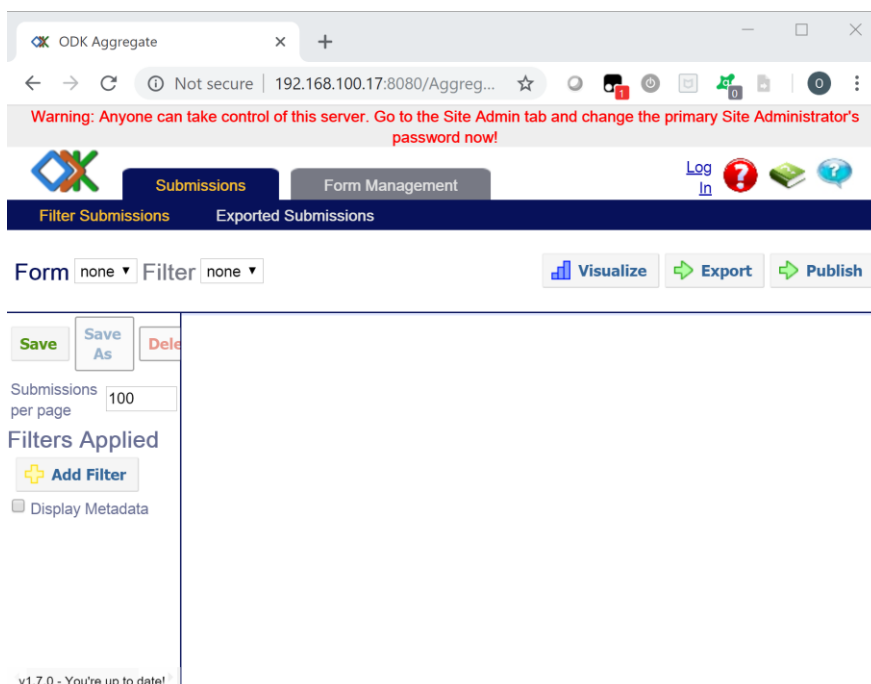 ODK Aggregate
Not secure | 192.168.100.17:8080/Aggreg...
1
0
O
Warning: Anyone can take control of this server. Go to the Site Admin tab and change the primary Site Administrator's
password now!
Submissions
Form Management
Log
In
Filter Submissions
Exported Submissions
Form none Filter none
Visualize
Export
Publish
Save
Save
As
Dele
Submissions
per page
100
Filters Applied
Add Filter
Display Metadata
v1.7.0 - You're up to date!